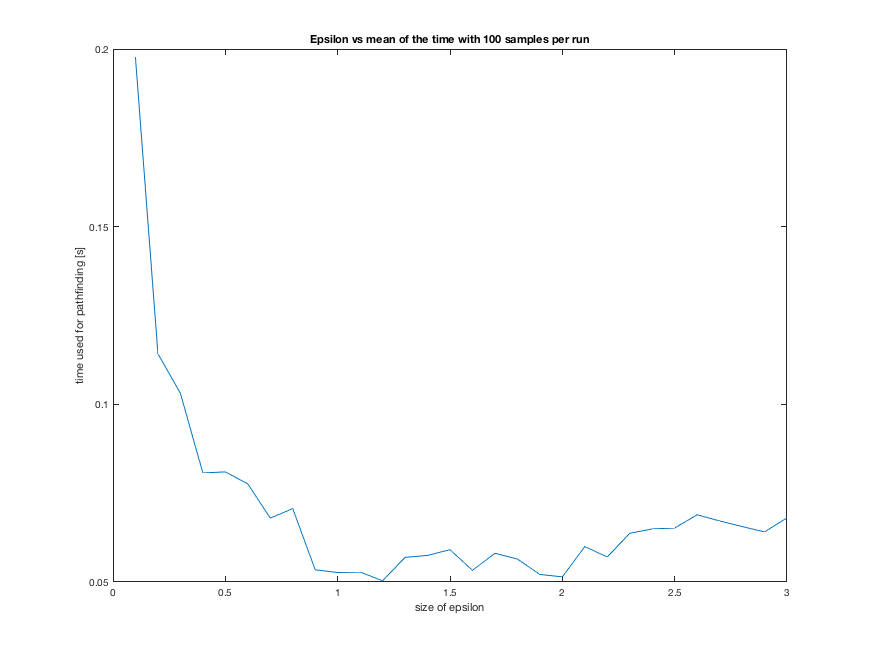 Epsilon vs mean of the time with 100 samples per run
0.2
0.15
0.1
0.05
time used for pathfinding [s]
0 0.5 1 1.5 2 2.5 3
size of epsilon